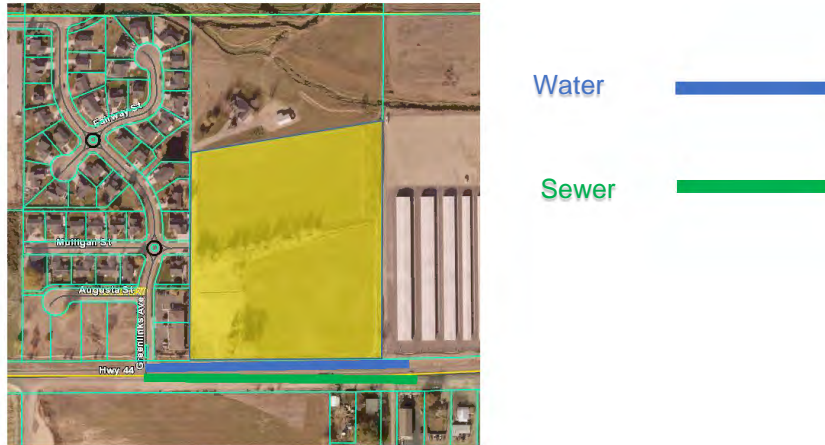 Fairway St
Mulligan St
Augusta St
Greenlinks Ave
Hwy 44
Water
Sewer